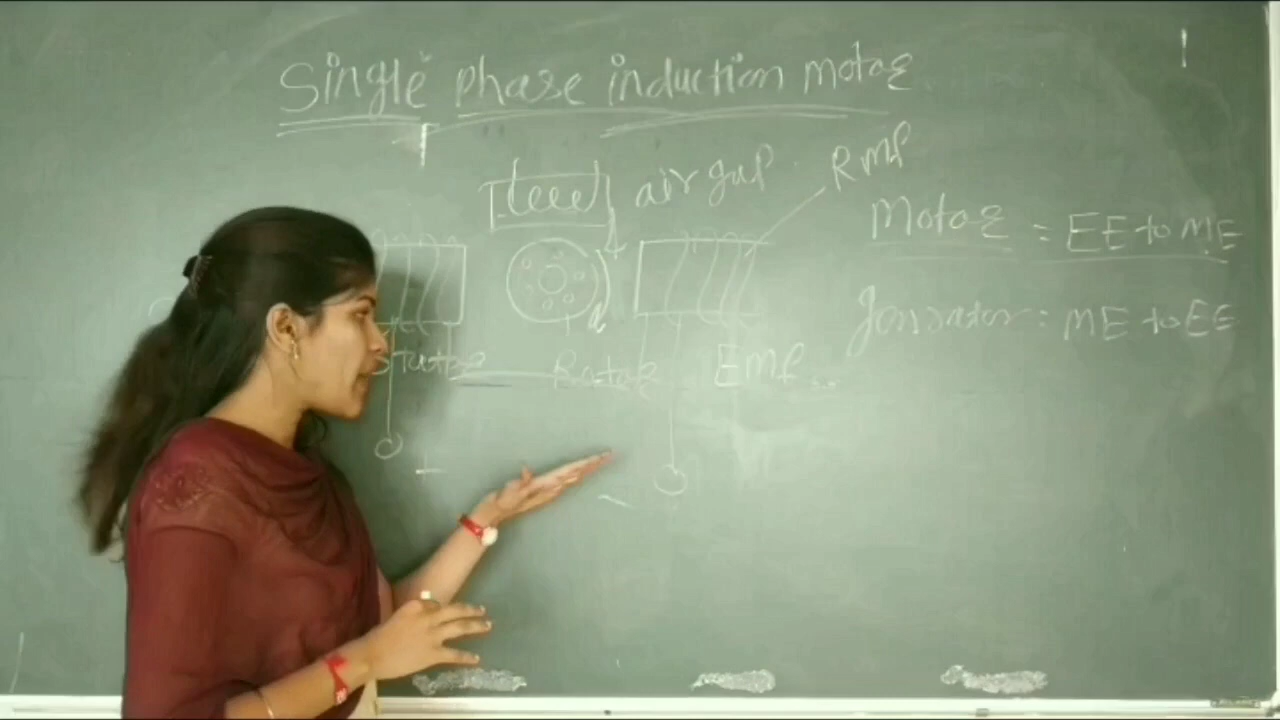 Single phase induction motor
air gap Rmf
Motor = EE to ME
Generator : ME to EE
Stator Rotor Emf
+ -